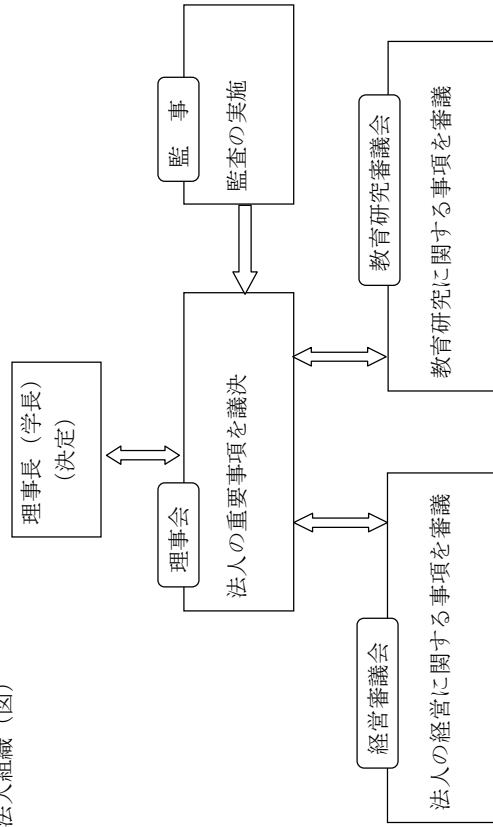 法人組織（図）
理事長（学長）
（決定）
理事会
法人の重要事項を議決
監　事
監査の実施
経営審議会
法人の経営に関する事項を審議
教育研究審議会
教育研究に関する事項を審議